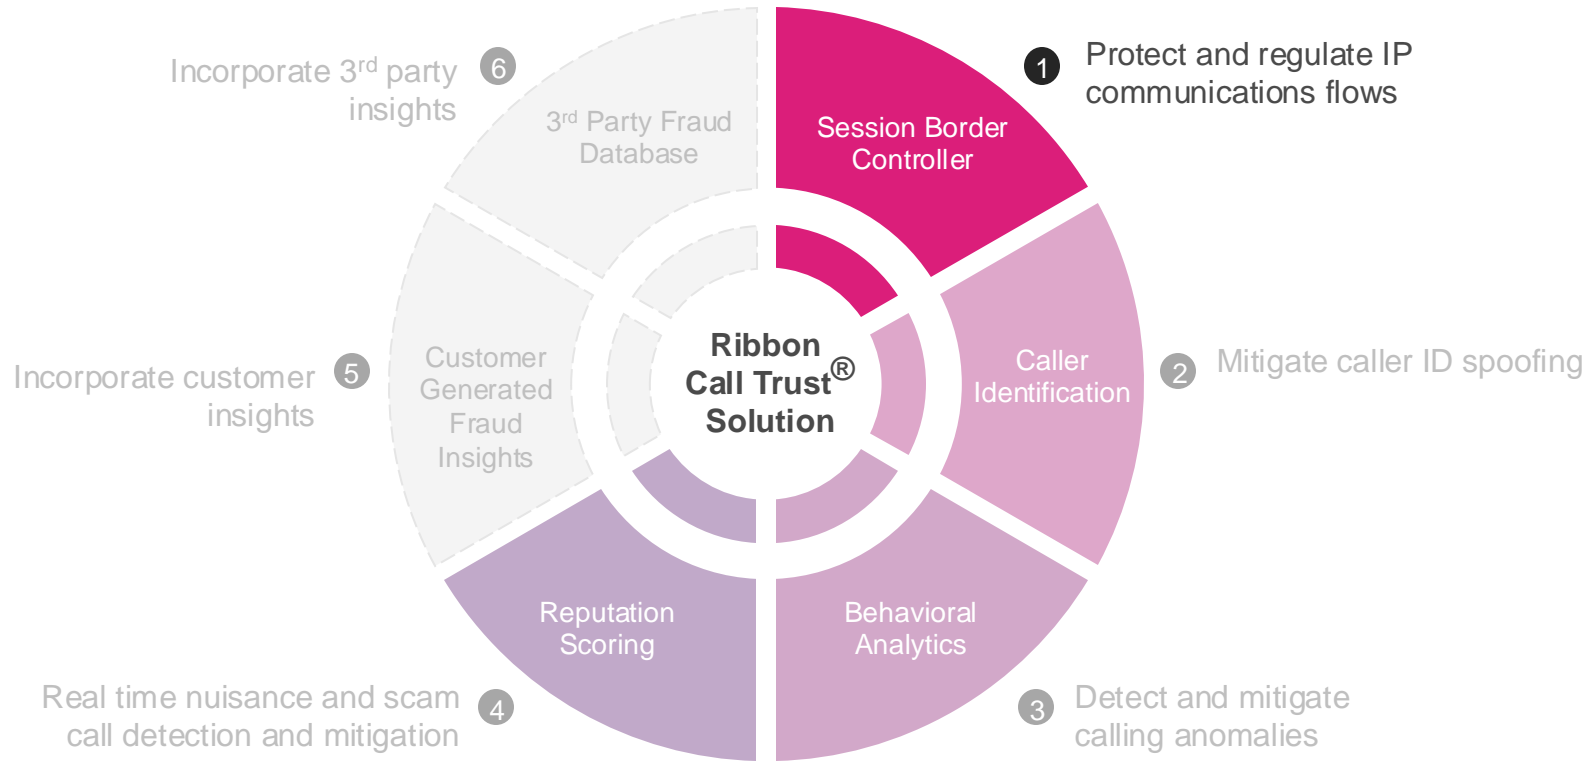 1 Protect and regulate IP
communications flows
Session Border
Controller
2 Mitigate caller ID spoofing
Caller
Identification
3 Detect and mitigate
calling anomalies
Behavioral
Analytics
4 Real time nuisance and scam
call detection and mitigation
Reputation
Scoring
5 Incorporate customer
insights
Customer
Generated
Fraud
Insights
6 Incorporate 3rd party
insights
3rd Party Fraud
Database
Ribbon
Call Trust®
Solution